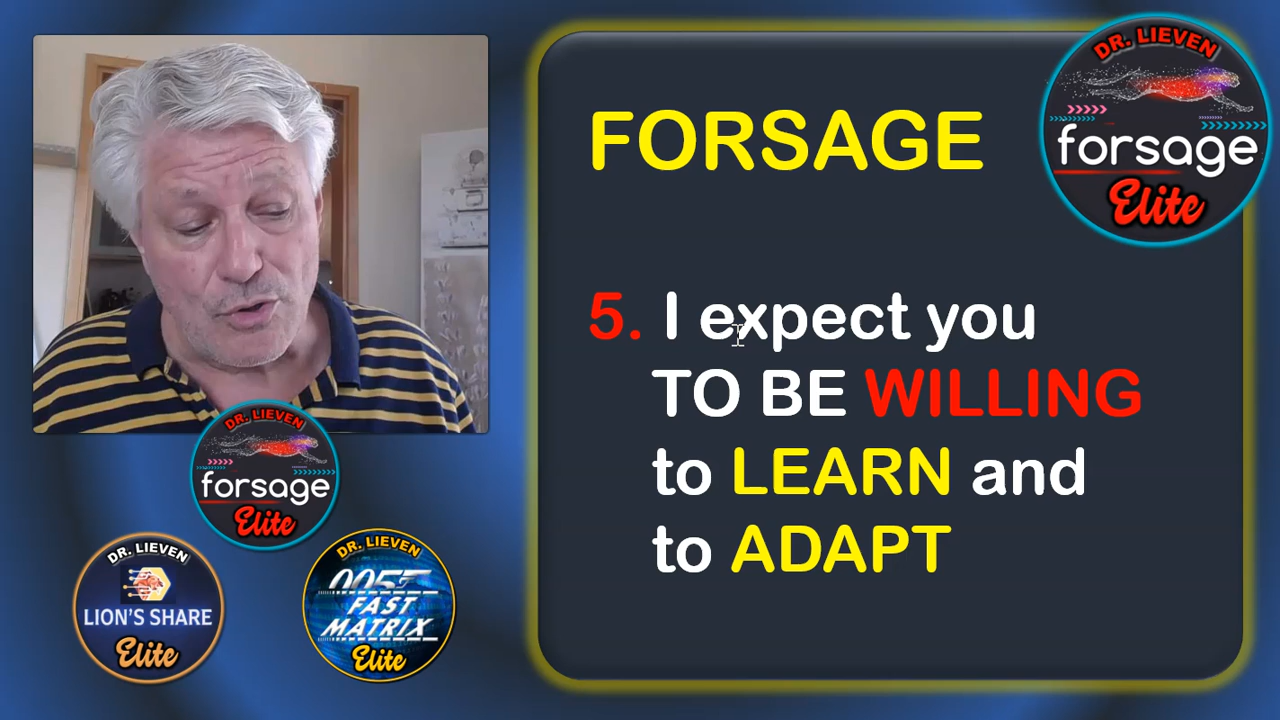 FORSAGE
DR. LIEVEN
forsage
Elite
5. I expect you
TO BE WILLING
to LEARN and
to ADAPT
DR. LIEVEN
forsage
Elite
DR. LIEVEN
LION'S SHARE
Elite
DR. LIEVEN
FAST
MATRIX
Elite